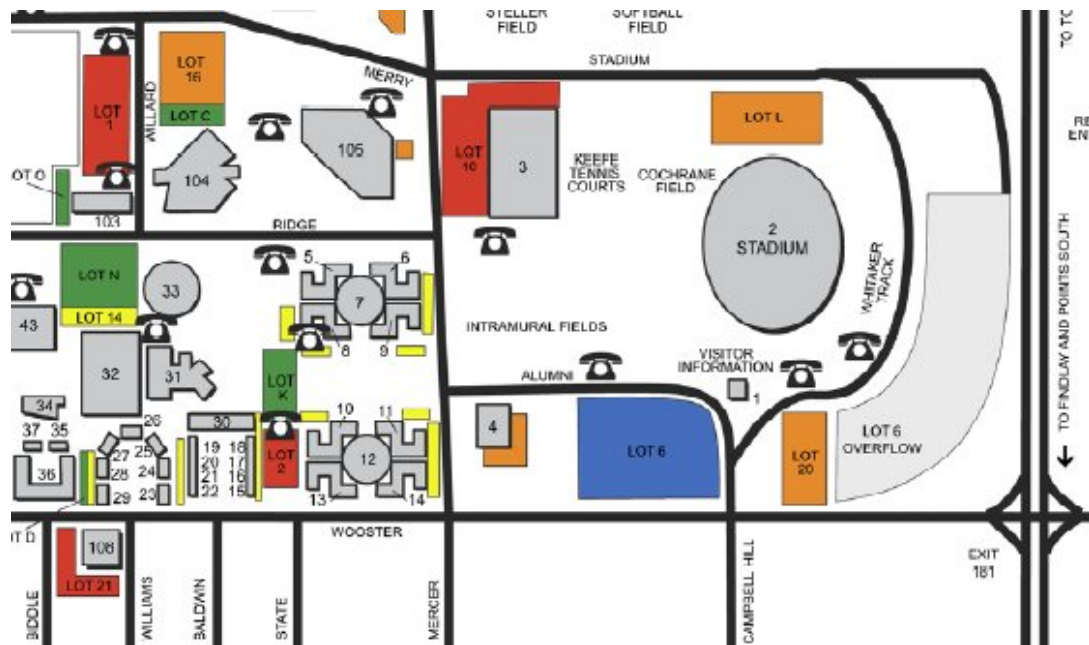 STELLER
FIELD
SOFTBALL
FIELD
STADIUM
LOT
1
WILLARD
LOT
16
LOT C
MERRY
LOT L
104
105
LOT
10
3
KEEFE
TENNIS
COURTS
COCHRANE
FIELD
103
RIDGE
2
STADIUM
WHITAKER
TRACK
TO FINDLAY AND POINTS SOUTH
LOT N
LOT 14
33
43
5
6
7
8
9
INTRAMURAL FIELDS
VISITOR
INFORMATION
1
ALUMNI
32
31
34
37
35
36
26
27
25
28
24
29
23
30
19
18
20
17
21
16
22
15
LOT
K
LOT
2
10
11
12
13
14
4
LOT 6
LOT
20
LOT 6
OVERFLOW
WOOSTER
EXIT
181
108
LOT 21
BIDDLE
WILLIAMS
BALDWIN
STATE
MERCER
CAMPBELL HILL